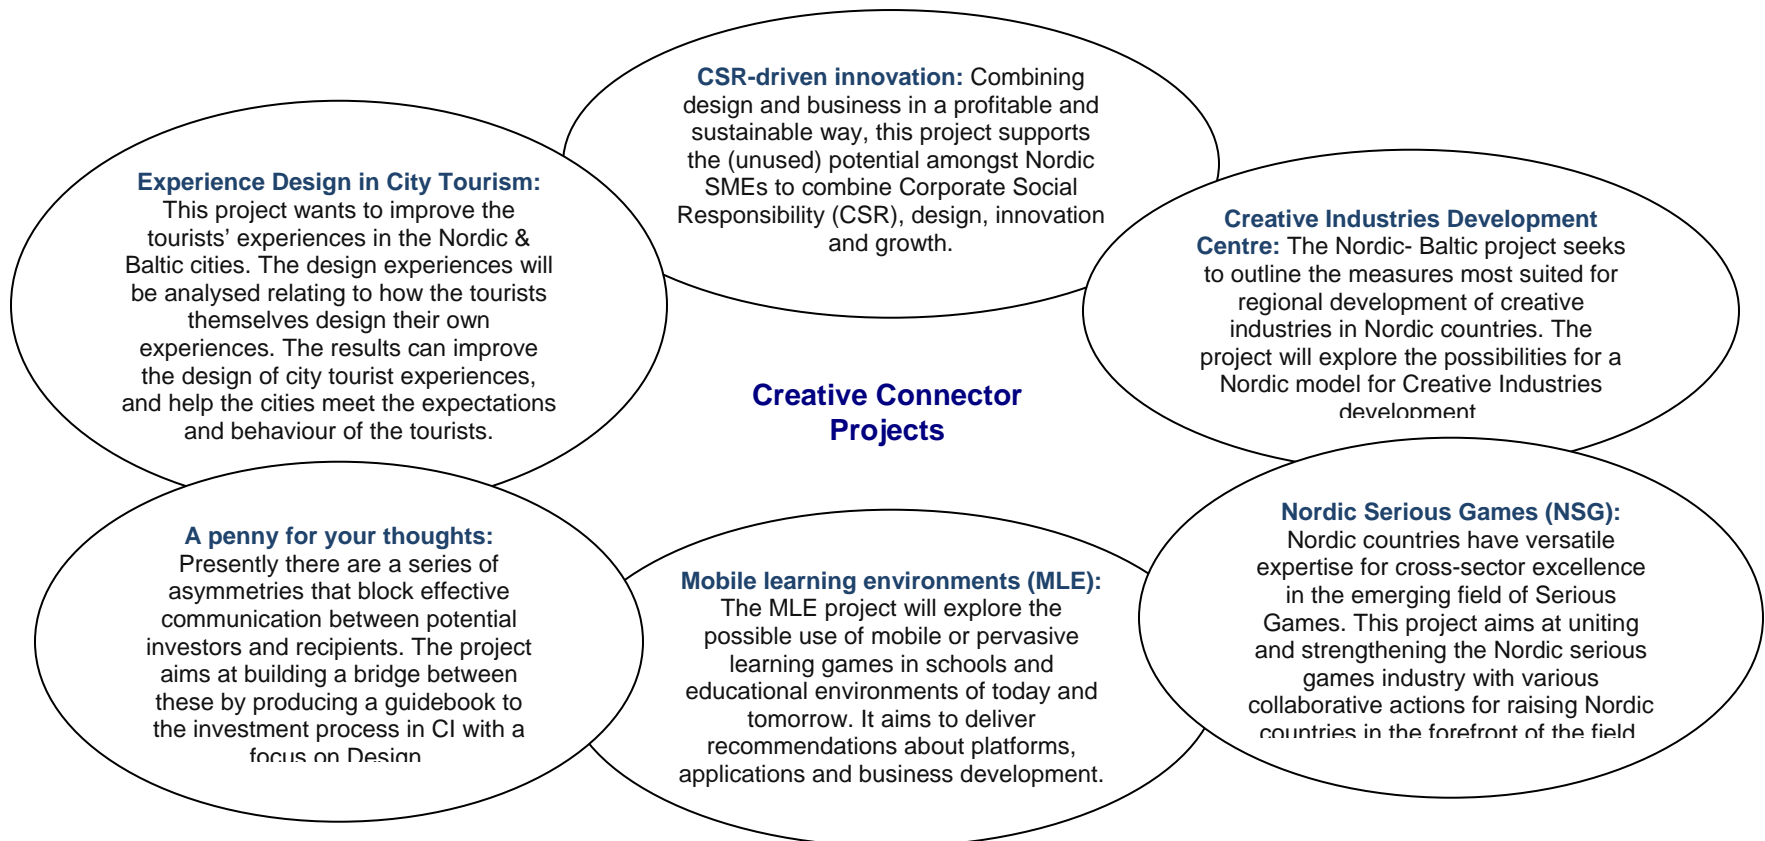 CSR-driven innovation: Combining
design and business in a profitable and
sustainable way, this project supports
the (unused) potential amongst Nordic
SMEs to combine Corporate Social
Responsibility (CSR), design, innovation
and growth.
Experience Design in City Tourism:
This project wants to improve the
tourists’ experiences in the Nordic &
Baltic cities. The design experiences will
be analysed relating to how the tourists
themselves design their own
experiences. The results can improve
the design of city tourist experiences,
and help the cities meet the expectations
and behaviour of the tourists.
Creative Industries Development
Centre: The Nordic- Baltic project seeks
to outline the measures most suited for
regional development of creative
industries in Nordic countries. The
project will explore the possibilities for a
Nordic model for Creative Industries
development
Creative Connector
Projects
A penny for your thoughts:
Presently there are a series of
asymmetries that block effective
communication between potential
investors and recipients. The project
aims at building a bridge between
these by producing a guidebook to
the investment process in CI with a
focus on Design
Mobile learning environments (MLE):
The MLE project will explore the
possible use of mobile or pervasive
learning games in schools and
educational environments of today and
tomorrow. It aims to deliver
recommendations about platforms,
applications and business development.
Nordic Serious Games (NSG):
Nordic countries have versatile
expertise for cross-sector excellence
in the emerging field of Serious
Games. This project aims at uniting
and strengthening the Nordic serious
games industry with various
collaborative actions for raising Nordic
countries in the forefront of the field